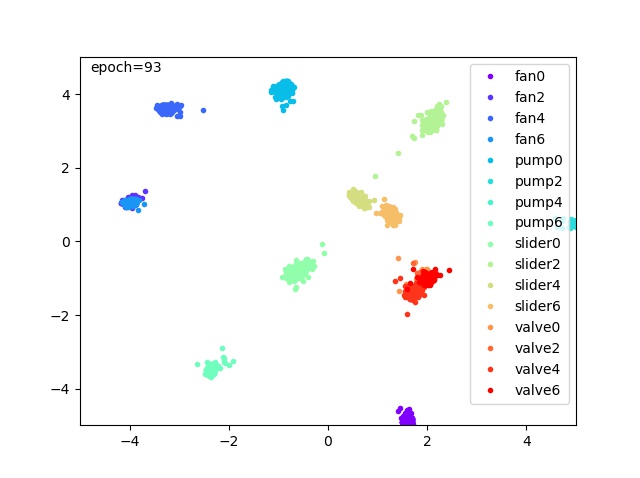 epoch=93
4
2
0
−2
−4
−4
−2
0
2
4
fan0
fan2
fan4
fan6
pump0
pump2
pump4
pump6
slider0
slider2
slider4
slider6
valve0
valve2
valve4
valve6